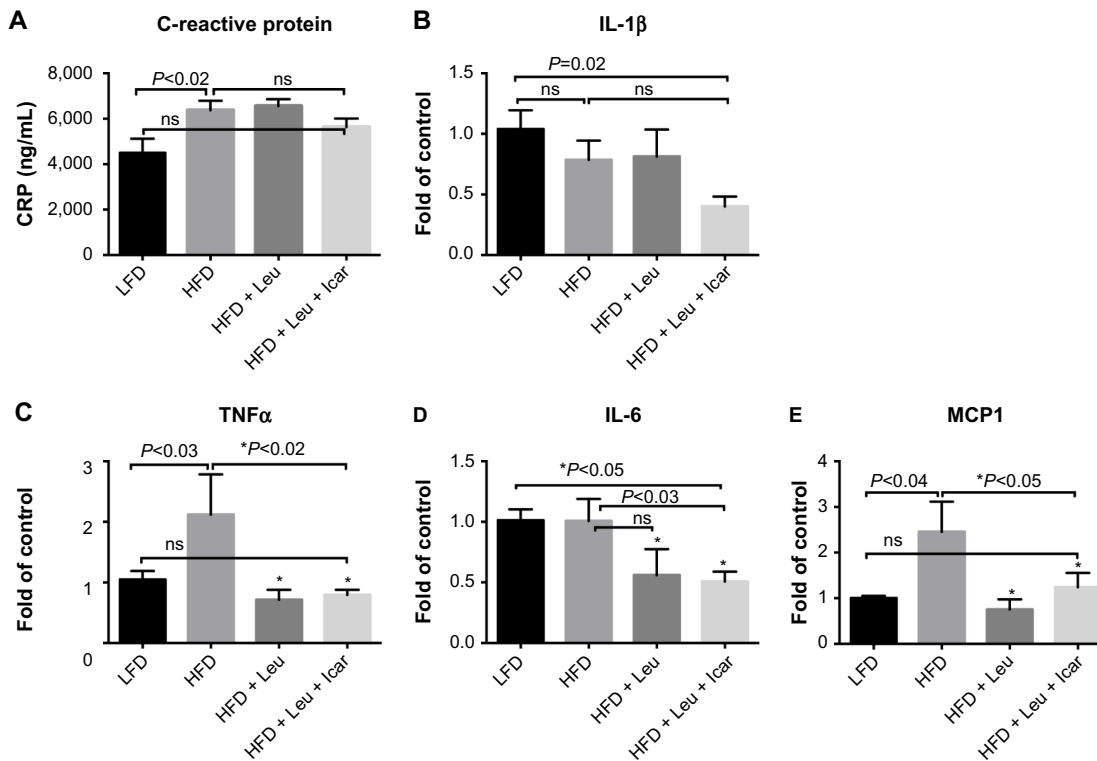 A
C-reactive protein
CRP (ng/mL)
8,000
6,000
4,000
2,000
0
P<0.02
ns
ns
LFD
HFD
HFD + Leu
HFD + Leu + Icar
B
IL-1β
Fold of control
1.5
1.0
0.5
0.0
P=0.02
ns
ns
LFD
HFD
HFD + Leu
HFD + Leu + Icar
C
TNFα
Fold of control
3
2
1
0
P<0.03
*P<0.02
ns
*
*
LFD
HFD
HFD + Leu
HFD + Leu + Icar
D
IL-6
Fold of control
1.5
1.0
0.5
0.0
*P<0.05
P<0.03
ns
*
*
LFD
HFD
HFD + Leu
HFD + Leu + Icar
E
MCP1
Fold of control
4
3
2
1
0
P<0.04
*P<0.05
ns
*
*
LFD
HFD
HFD + Leu
HFD + Leu + Icar